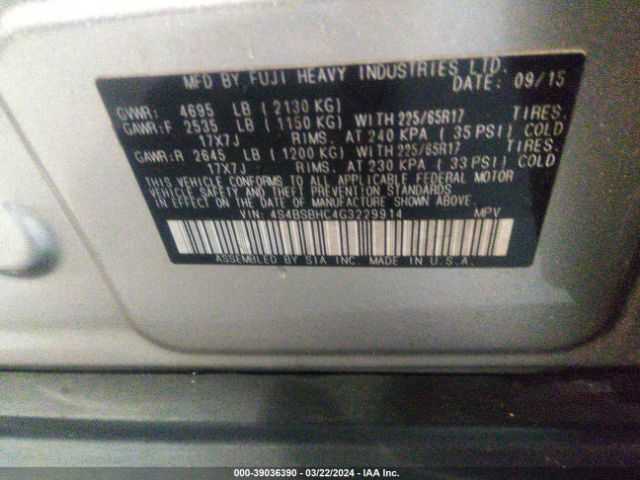 MFD BY FUJI HEAVY INDUSTRIES LTD.
DATE: 09/15
GVWR: 4695 LB (2130 KG)
GAWR:F 2535 LB (1150 KG) WITH 225/65R17 TIRES,
17X7J RIMS, AT 240 KPA (35 PSI) COLD
GAWR:R 2645 LB (1200 KG) WITH 225/65R17 TIRES,
17X7J RIMS, AT 230 KPA (33 PSI) COLD
THIS VEHICLE CONFORMS TO ALL APPLICABLE FEDERAL MOTOR
VEHICLE SAFETY AND THEFT PREVENTION STANDARDS
IN EFFECT ON THE DATE OF MANUFACTURE SHOWN ABOVE.
VIN: 4S4BSBHC4G3229914 MPV
ASSEMBLED BY SIA INC. MADE IN U.S.A.
000-39036390 - 03/22/2024 - IAA Inc.